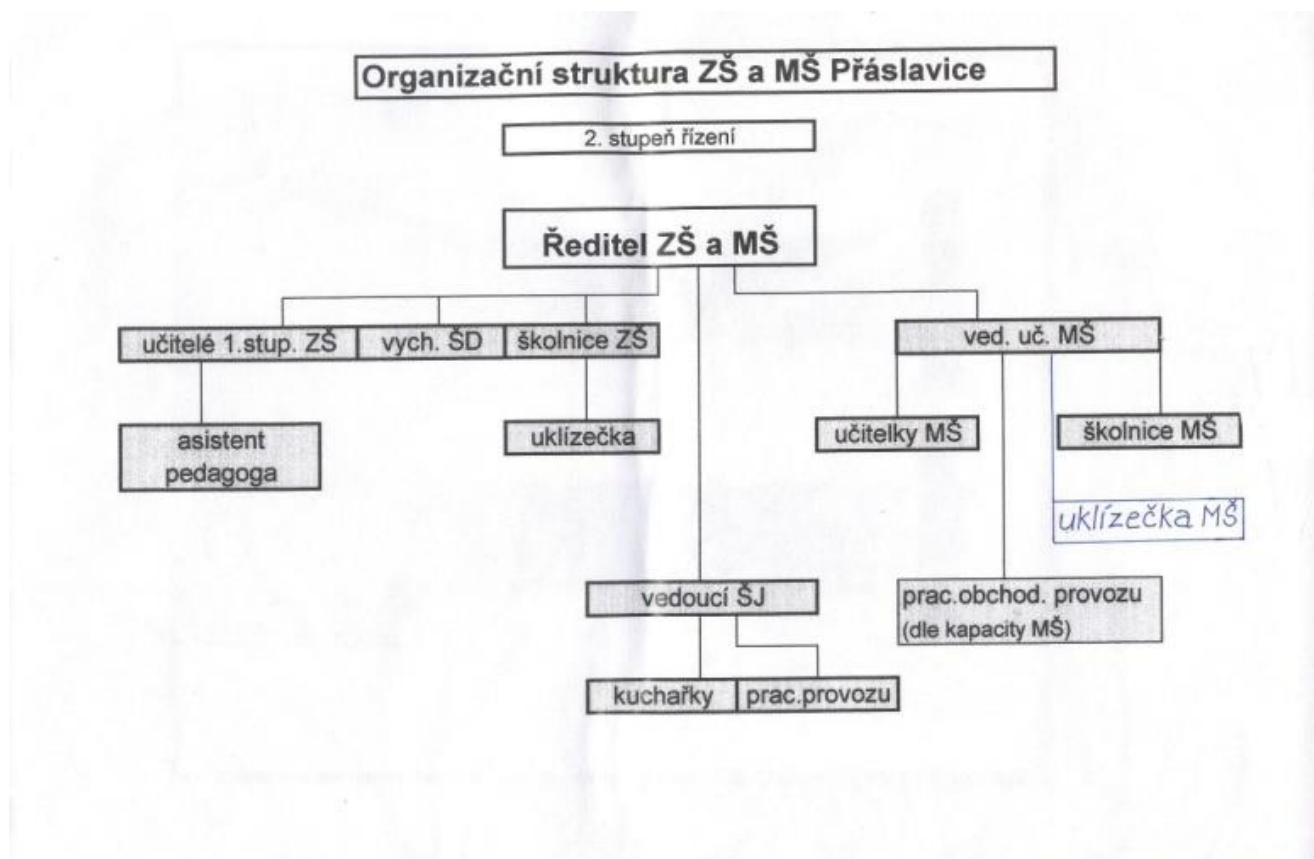 Organizační struktura ZŠ a MŠ Přáslavice
2. stupeň řízení
Ředitel ZŠ a MŠ
učitelé 1.stup. ZŠ
vych. ŠD
školnice ZŠ
ved. uč. MŠ
asistent
pedagoga
uklízečka
učitelky MŠ
školnice MŠ
uklízečka MŠ
vedoucí ŠJ
prac.obchod. provozu
(dle kapacity MŠ)
kuchařky
prac.provozu